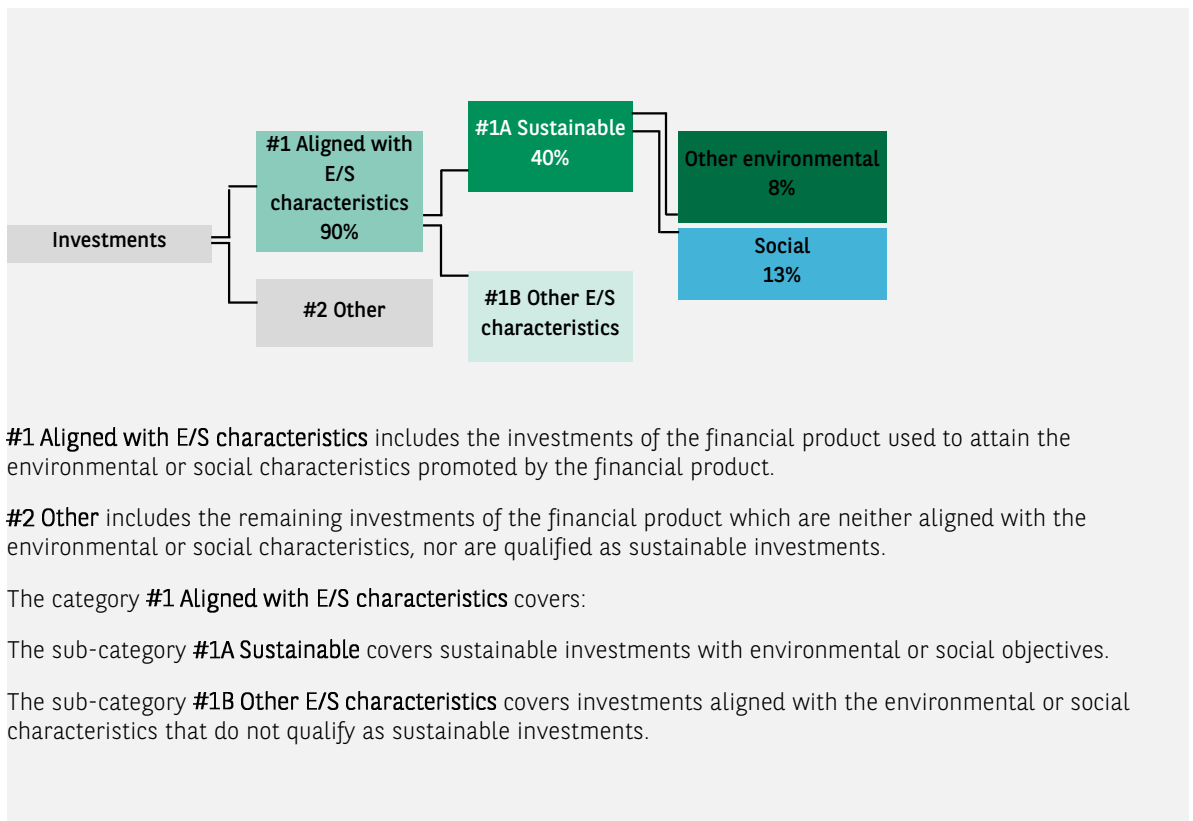 #1A Sustainable
40%
#1 Aligned with
E/S
characteristics
90%
Other environmental
8%
Investments
Social
13%
#2 Other
#1B Other E/S
characteristics
#1 Aligned with E/S characteristics includes the investments of the financial product used to attain the
environmental or social characteristics promoted by the financial product.
#2 Other includes the remaining investments of the financial product which are neither aligned with the
environmental or social characteristics, nor are qualified as sustainable investments.
The category #1 Aligned with E/S characteristics covers:
The sub-category #1A Sustainable covers sustainable investments with environmental or social objectives.
The sub-category #1B Other E/S characteristics covers investments aligned with the environmental or social
characteristics that do not qualify as sustainable investments.